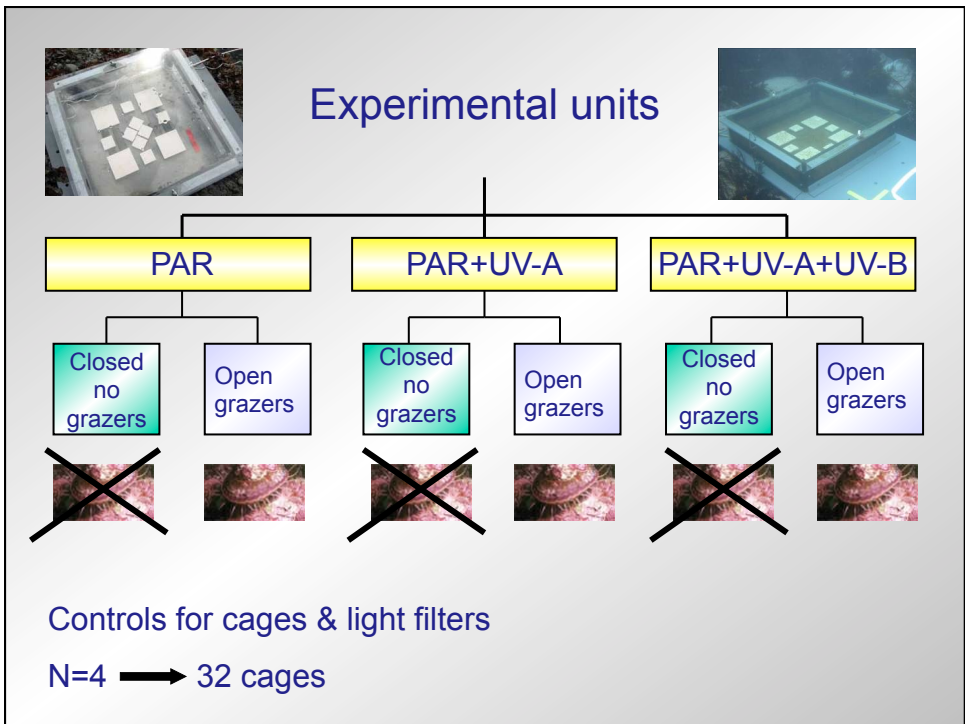 Experimental units
PAR
PAR+UV-A
PAR+UV-A+UV-B
Closed
no
grazers
Open
grazers
Closed
no
grazers
Open
grazers
Closed
no
grazers
Open
grazers
Controls for cages & light filters
N=4 → 32 cages